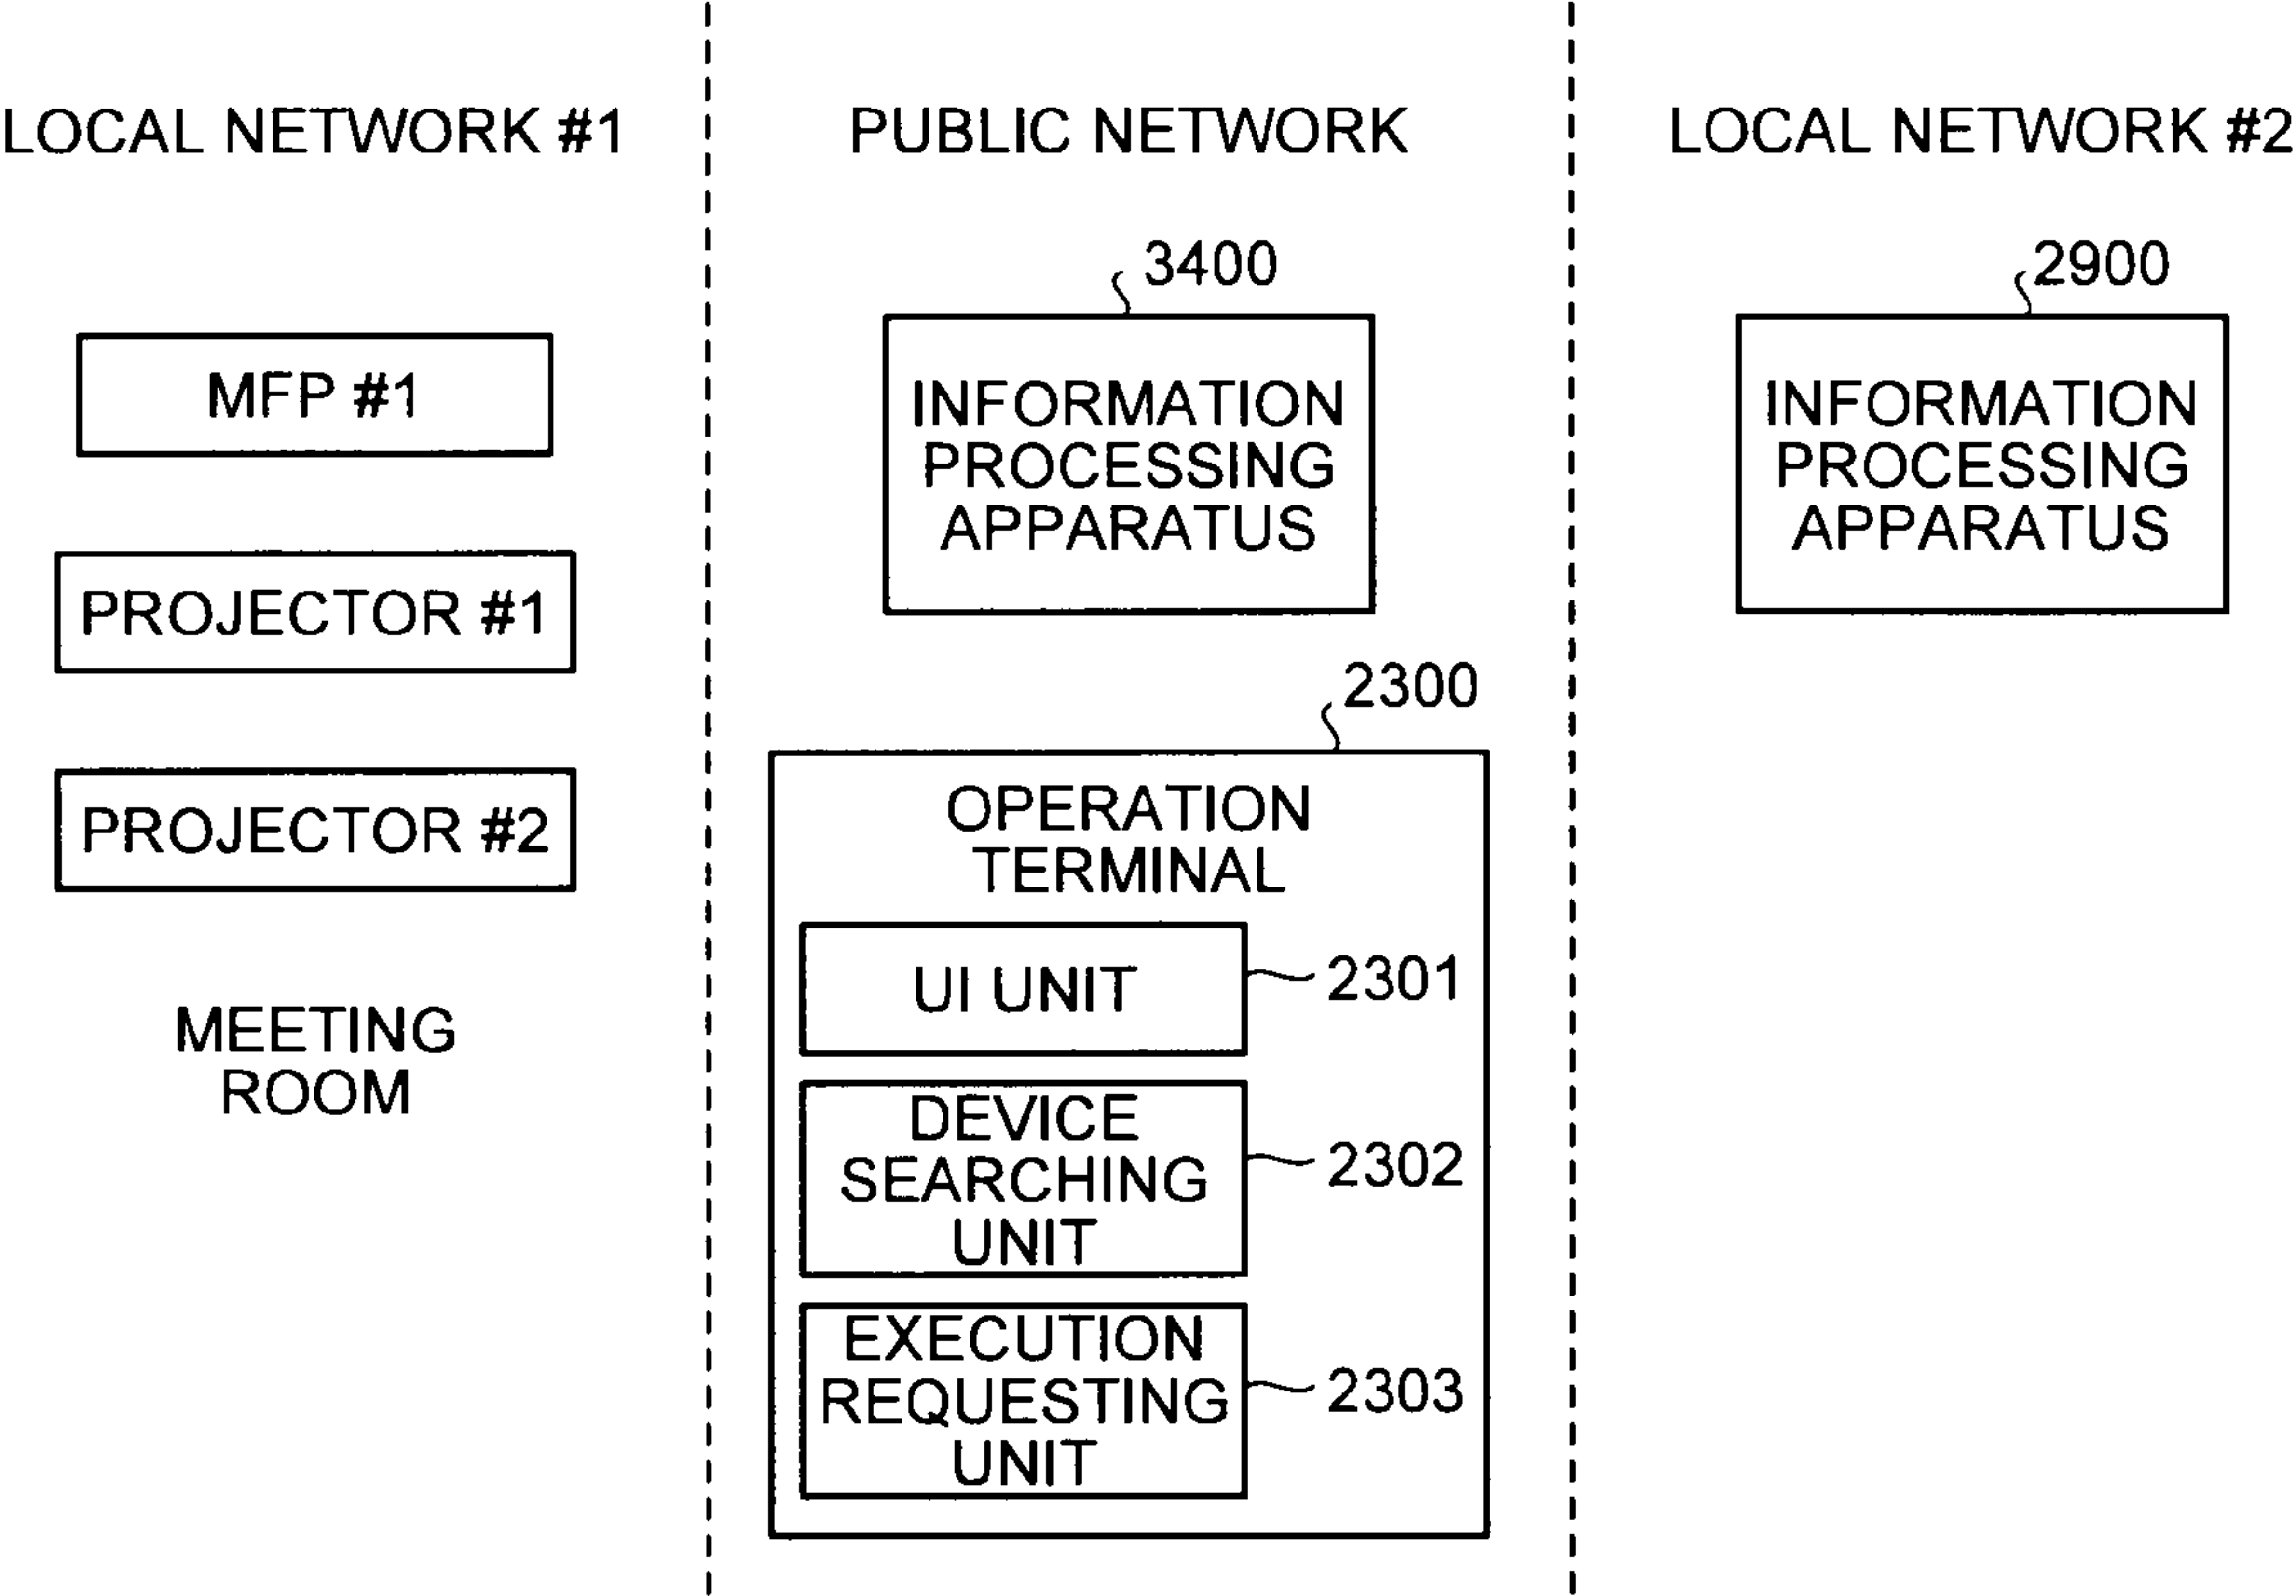 LOCAL NETWORK #1
MFP #1
PROJECTOR #1
PROJECTOR #2
MEETING
ROOM
PUBLIC NETWORK
3400
INFORMATION
PROCESSING
APPARATUS
2300
OPERATION
TERMINAL
UI UNIT
2301
DEVICE
SEARCHING
UNIT
2302
EXECUTION
REQUESTING
UNIT
2303
LOCAL NETWORK #2
2900
INFORMATION
PROCESSING
APPARATUS